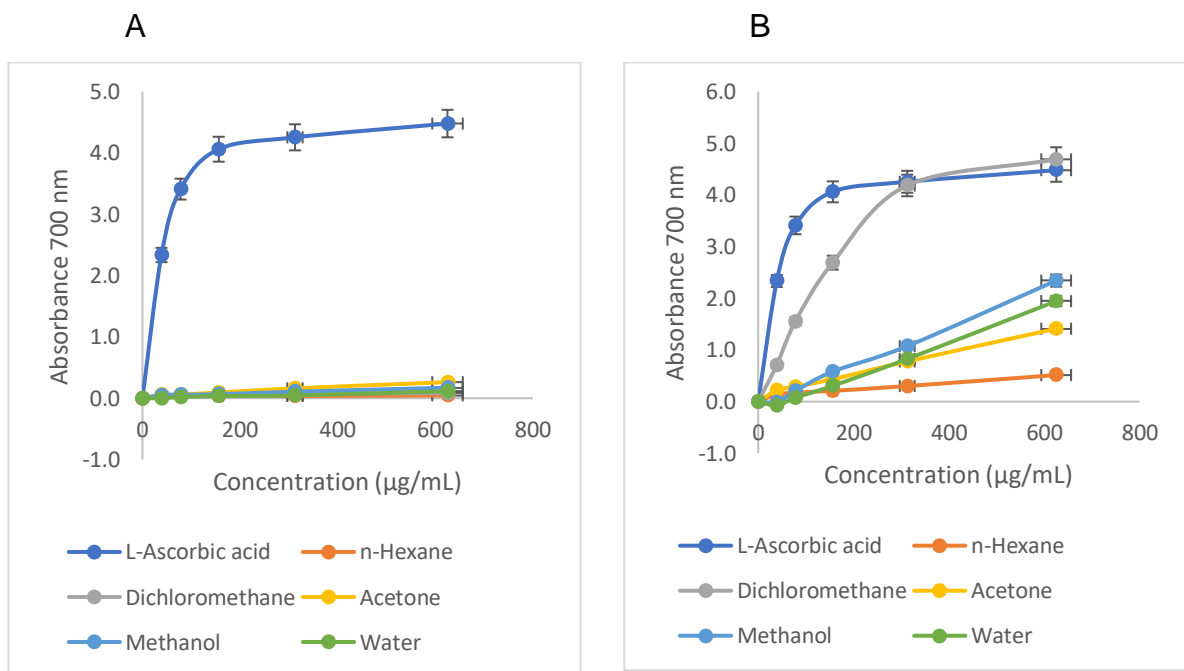 A
5.0
4.0
3.0
2.0
1.0
0.0
-1.0
0 200 400 600 800
Absorbance 700 nm
Concentration (µg/mL)
L-Ascorbic acid n-Hexane
Dichloromethane Acetone
Methanol Water
B
6.0
5.0
4.0
3.0
2.0
1.0
0.0
-1.0
0 200 400 600 800
Absorbance 700 nm
Concentration (µg/mL)
L-Ascorbic acid n-Hexane
Dichloromethane Acetone
Methanol Water